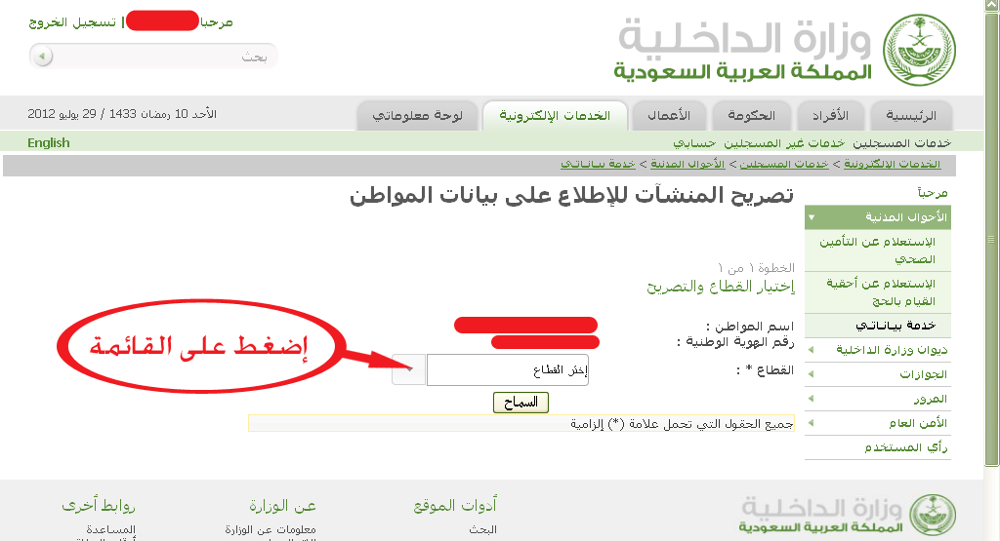 مرحبا | تسجيل الخروج
بحث
وزارة الداخلية
المملكة العربية السعودية
الرئيسية
الأفراد
الحكومة
الأعمال
الخدمات الإلكترونية
لوحة معلوماتي
الأحد 10 رمضان 1433 / 29 يوليو 2012
خدمات المسجلين خدمات غير المسجلين حسابي
English
الخدمات الإلكترونية > خدمات المسجلين > الأحوال المدنية > خدمة بياناتي
مرحباً
الأحوال المدنية
الإستعلام عن التأمين
الصحي
الإستعلام عن أحقية
القيام بالحج
خدمة بياناتي
ديوان وزارة الداخلية
الجوازات
المرور
الأمن العام
رأي المستخدم
تصريح المنشآت للإطلاع على بيانات المواطن
الخطوة ١ من ١
إختيار القطاع والتصريح
اسم المواطن :
رقم الهوية الوطنية :
القطاع * :
إختر القطاع
إضغط على القائمة
السماح
جميع الحقول التي تحمل علامة (*) إلزامية
وزارة الداخلية
المملكة العربية السعودية
أدوات الموقع
البحث
عن الوزارة
معلومات عن الوزارة
روابط أخرى
المساعدة